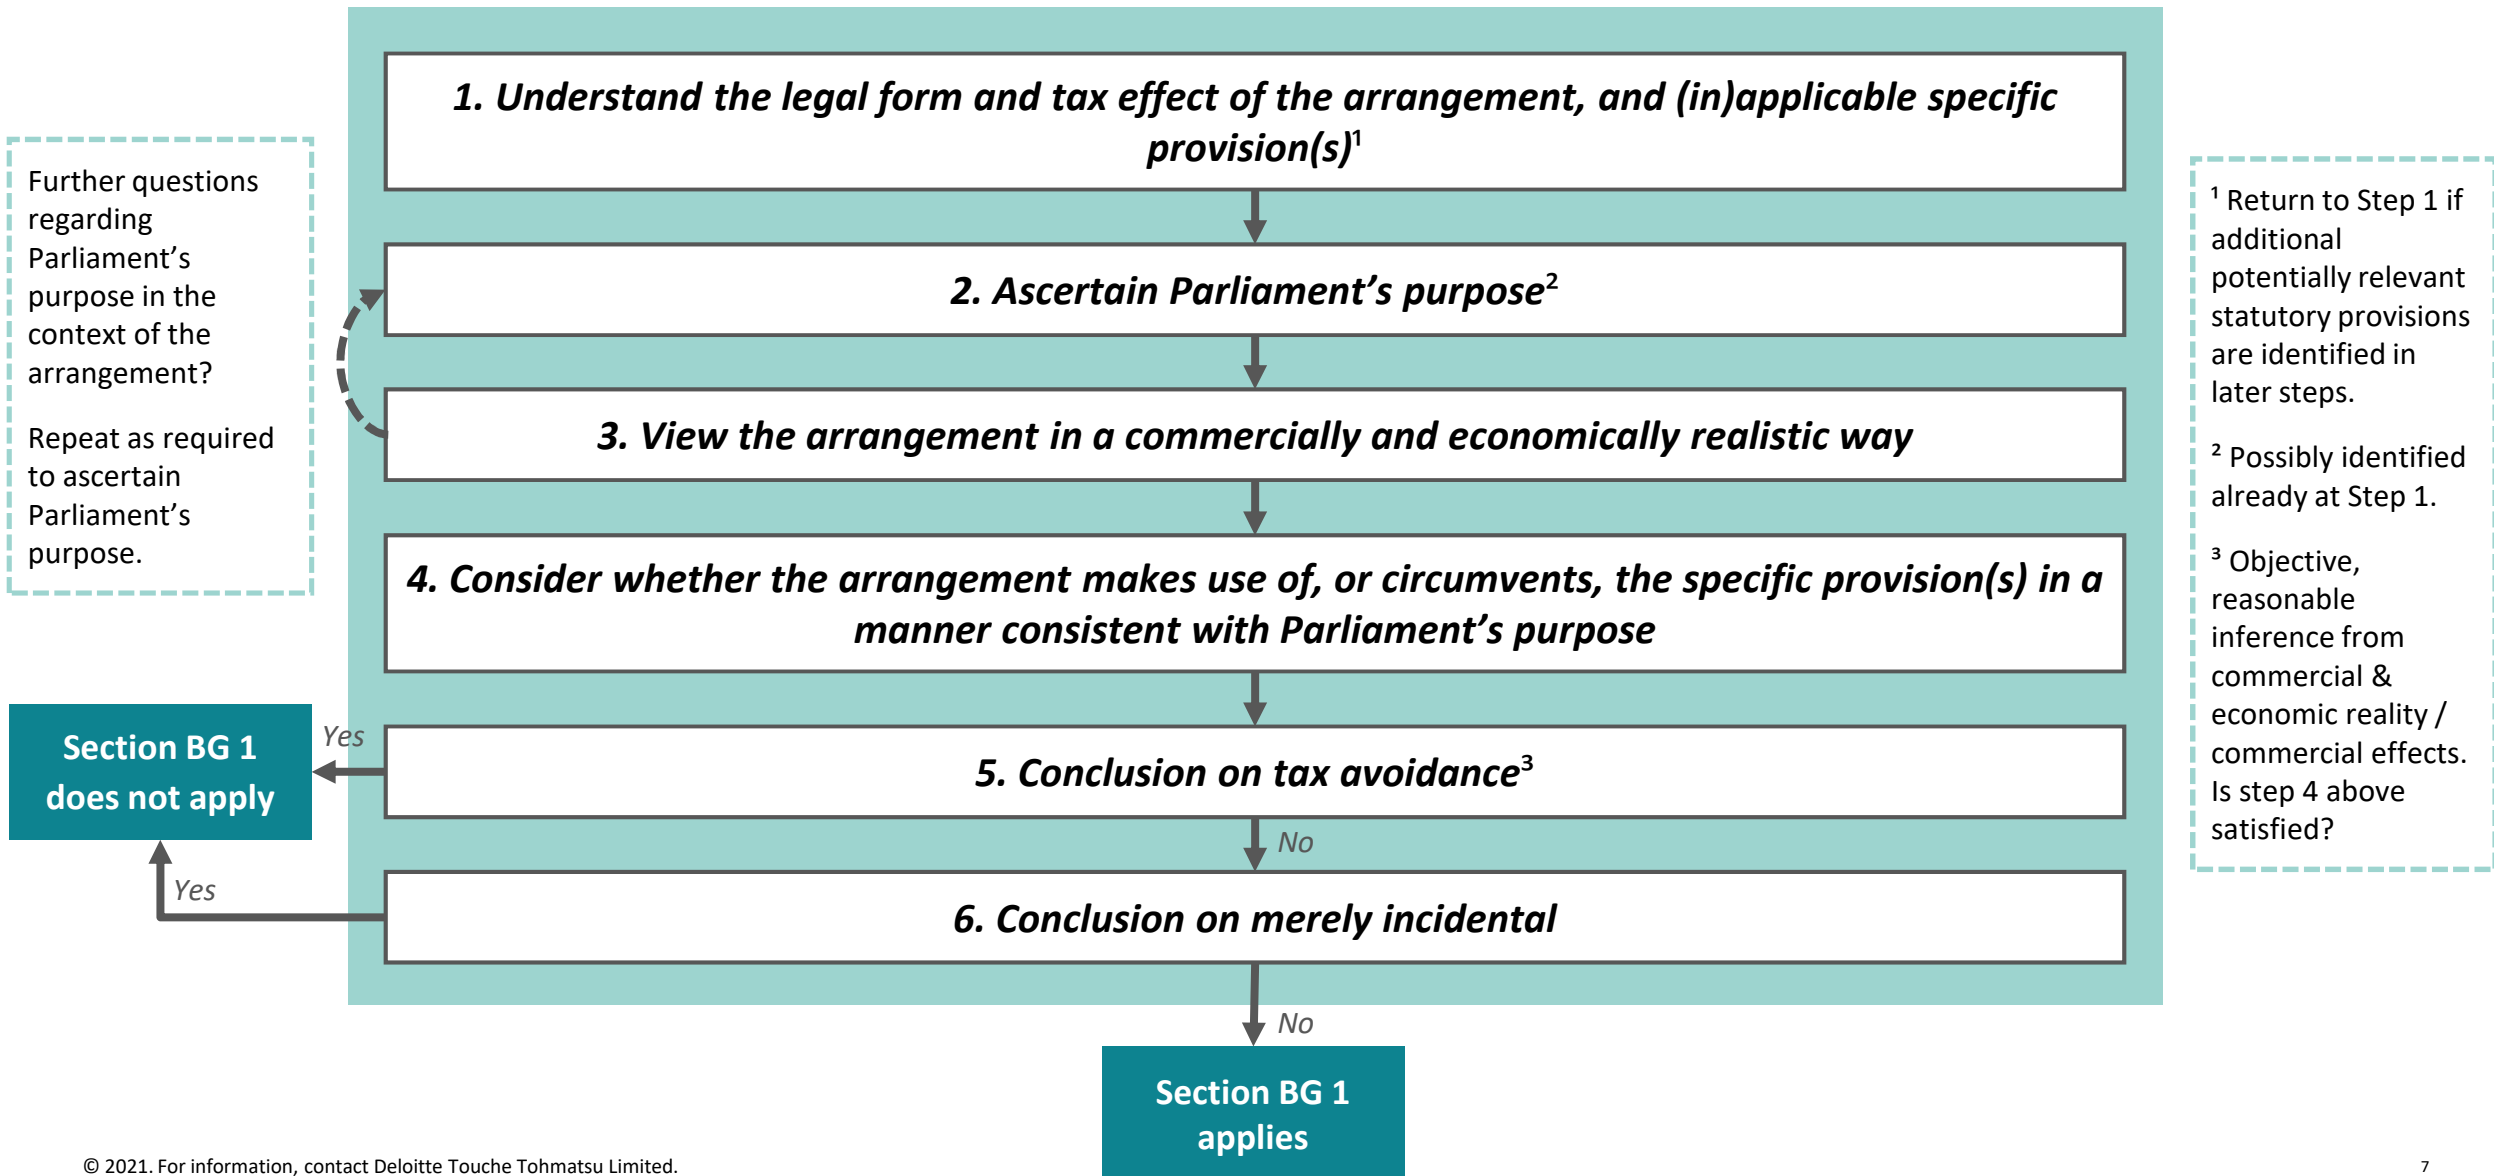 1. Understand the legal form and tax effect of the arrangement, and (in)applicable specific
provision(s)¹
Further questions
regarding
Parliament’s
purpose in the
context of the
arrangement?
Repeat as required
to ascertain
Parliament’s
purpose.
2. Ascertain Parliament’s purpose²
3. View the arrangement in a commercially and economically realistic way
4. Consider whether the arrangement makes use of, or circumvents, the specific provision(s) in a
manner consistent with Parliament’s purpose
5. Conclusion on tax avoidance³
Yes
Section BG 1
does not apply
No
6. Conclusion on merely incidental
Yes
No
Section BG 1
applies
¹ Return to Step 1 if
additional
potentially relevant
statutory provisions
are identified in
later steps.
² Possibly identified
already at Step 1.
³ Objective,
reasonable
inference from
commercial &
economic reality /
commercial effects.
Is step 4 above
satisfied?
© 2021. For information, contact Deloitte Touche Tohmatsu Limited.
7